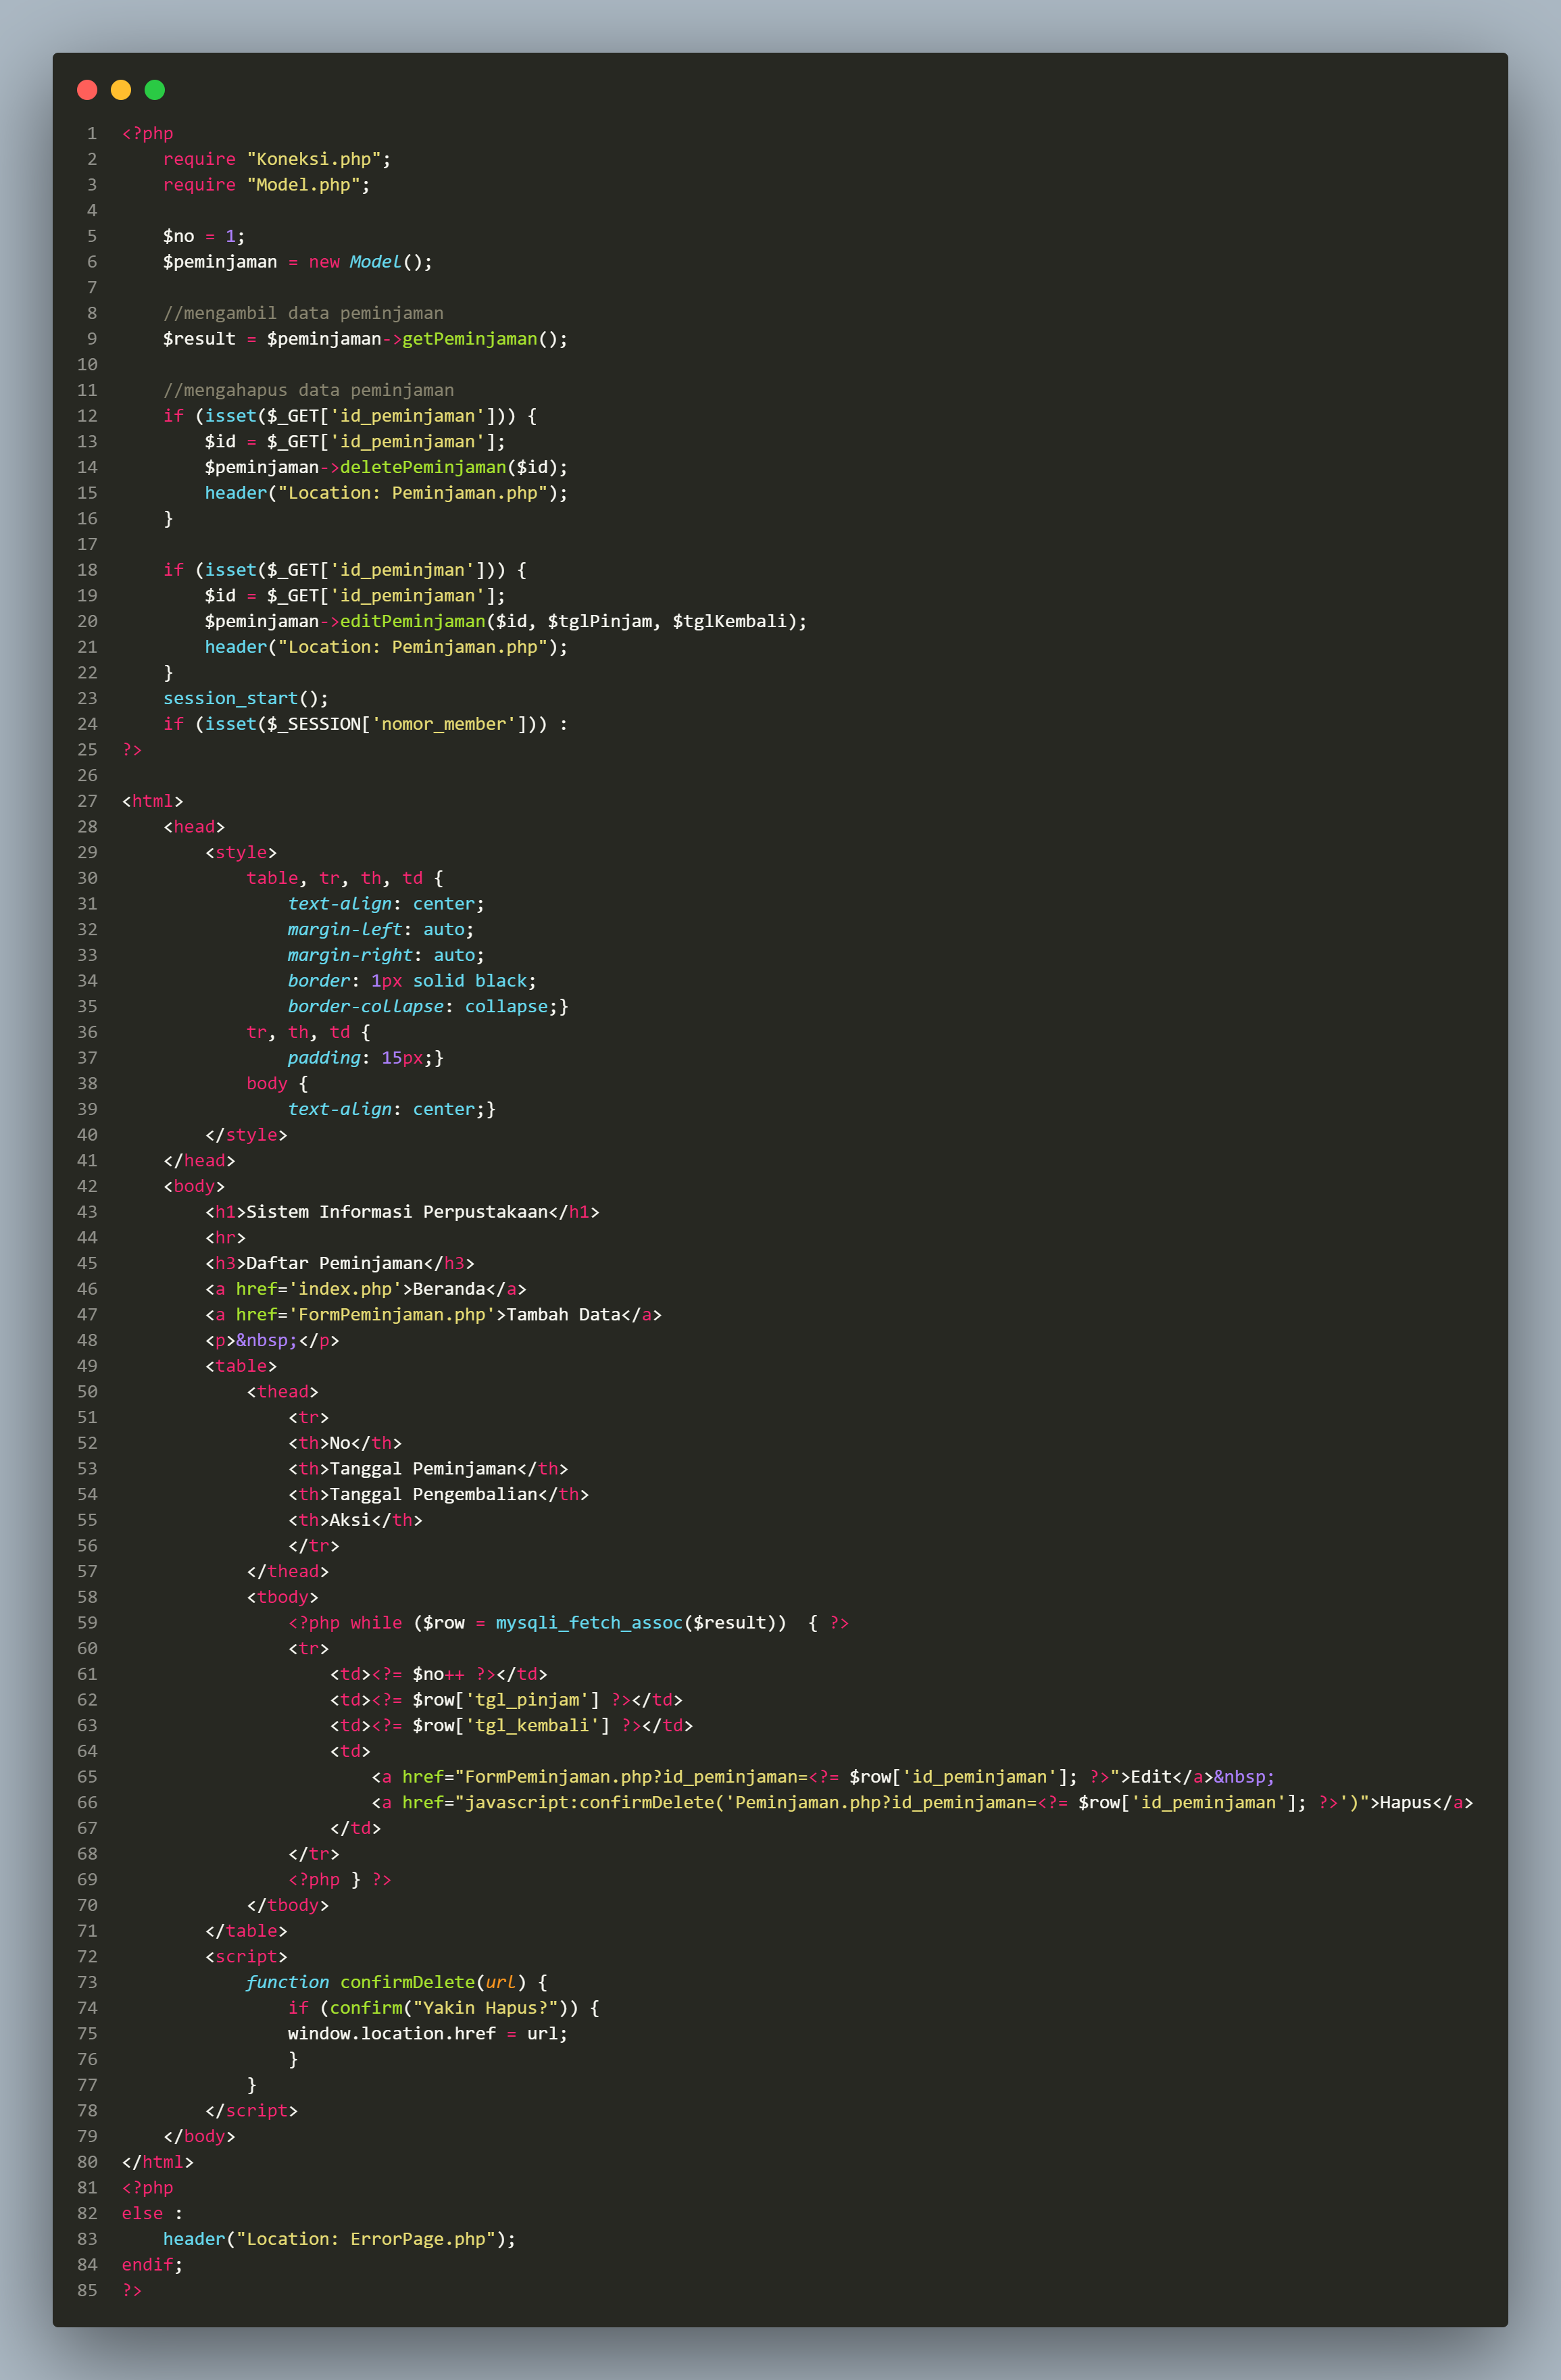 1 <?php
2     require "Koneksi.php";
3     require "Model.php";
4
5     $no = 1;
6     $peminjaman = new Model();
7
8     //mengambil data peminjaman
9     $result = $peminjaman->getPeminjaman();
10
11     //mengahapus data peminjaman
12     if (isset($_GET['id_peminjaman'])) {
13         $id = $_GET['id_peminjaman'];
14         $peminjaman->deletePeminjaman($id);
15         header("Location: Peminjaman.php");
16     }
17
18     if (isset($_GET['id_peminjman'])) {
19         $id = $_GET['id_peminjaman'];
20         $peminjaman->editPeminjaman($id, $tglPinjam, $tglKembali);
21         header("Location: Peminjaman.php");
22     }
23     session_start();
24     if (isset($_SESSION['nomor_member'])) :
25 ?>
26
27 <html>
28     <head>
29         <style>
30             table, tr, th, td {
31                 text-align: center;
32                 margin-left: auto;
33                 margin-right: auto;
34                 border: 1px solid black;
35                 border-collapse: collapse;}
36             tr, th, td {
37                 padding: 15px;}
38             body {
39                 text-align: center;}
40         </style>
41     </head>
42     <body>
43         <h1>Sistem Informasi Perpustakaan</h1>
44         <hr>
45         <h3>Daftar Peminjaman</h3>
46         <a href='index.php'>Beranda</a>
47         <a href='FormPeminjaman.php'>Tambah Data</a>
48         <p>&nbsp;</p>
49         <table>
50             <thead>
51                 <tr>
52                 <th>No</th>
53                 <th>Tanggal Peminjaman</th>
54                 <th>Tanggal Pengembalian</th>
55                 <th>Aksi</th>
56                 </tr>
57             </thead>
58             <tbody>
59                 <?php while ($row = mysqli_fetch_assoc($result))  { ?>
60                 <tr>
61                     <td><?= $no++ ?></td>
62                     <td><?= $row['tgl_pinjam'] ?></td>
63                     <td><?= $row['tgl_kembali'] ?></td>
64                     <td>
65                         <a href="FormPeminjaman.php?id_peminjaman=<?= $row['id_peminjaman']; ?>">Edit</a>&nbsp;
66                         <a href="javascript:confirmDelete('Peminjaman.php?id_peminjaman=<?= $row['id_peminjaman']; ?>')">Hapus</a>
67                     </td>
68                 </tr>
69                 <?php } ?>
70             </tbody>
71         </table>
72         <script>
73             function confirmDelete(url) {
74                 if (confirm("Yakin Hapus?")) {
75                 window.location.href = url;
76                 }
77             }
78         </script>
79     </body>
80 </html>
81 <?php
82 else :
83     header("Location: ErrorPage.php");
84 endif;
85 ?>